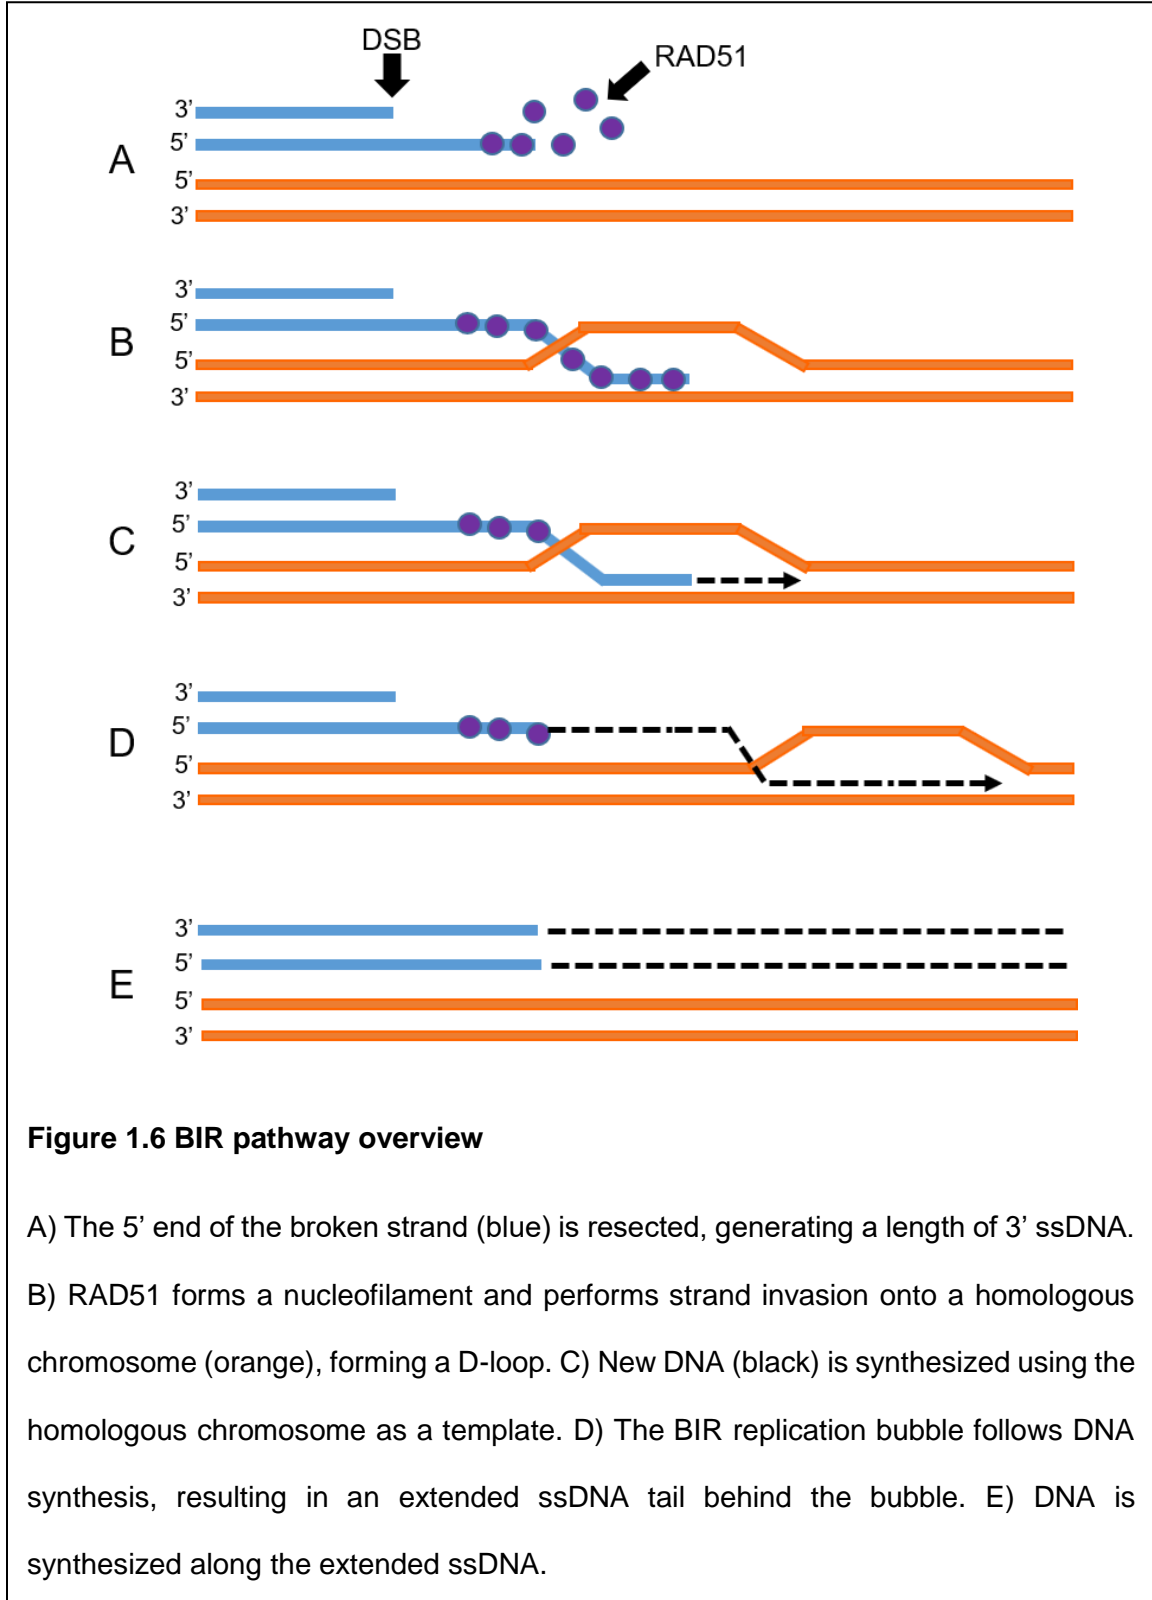 DSB
RAD51
3’
5’
A
5’
3’
3’
5’
B
5’
3’
3’
5’
C
5’
3’
3’
5’
D
5’
3’
3’
5’
E
5’
3’
Figure 1.6 BIR pathway overview
A) The 5’ end of the broken strand (blue) is resected, generating a length of 3’ ssDNA.
B) RAD51 forms a nucleofilament and performs strand invasion onto a homologous
chromosome (orange), forming a D-loop. C) New DNA (black) is synthesized using the
homologous chromosome as a template. D) The BIR replication bubble follows DNA
synthesis, resulting in an extended ssDNA tail behind the bubble. E) DNA is
synthesized along the extended ssDNA.